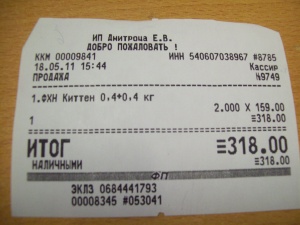 ИП Анитроча Е.В.
ДОБРО ПОЖАЛОВАТЬ !
ККМ 00009841 ИНН 540607038967 #8785
18.05.11 15:44 Кассир
ПРОДАЖА №9749
1.ФХН Киттен 0,4+0,4 кг
2.000 X 159.00
1 ≡318.00
ИТОГ ≡318.00
НАЛИЧНЫМИ ≡318.00
ФП
ЭКЛЗ 0684441793
00008345 #053041